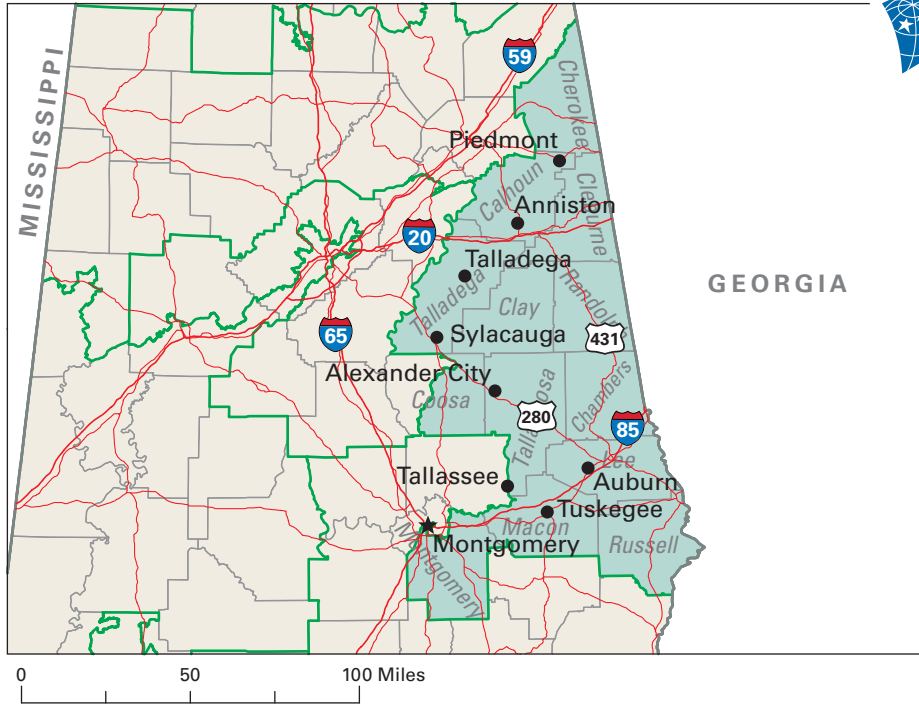 MISSISSIPPI
59
Cherokee
Piedmont
Calhoun
Cleburne
Anniston
20
Talladega
GEORGIA
Talladega
Clay
Randolph
65
Sylacauga
431
Alexander City
Coosa
Tallapoosa
280
Chambers
85
Lee
Tallassee
Auburn
Tuskegee
Macon
Montgomery
Russell
Montgomery
0 50 100 Miles